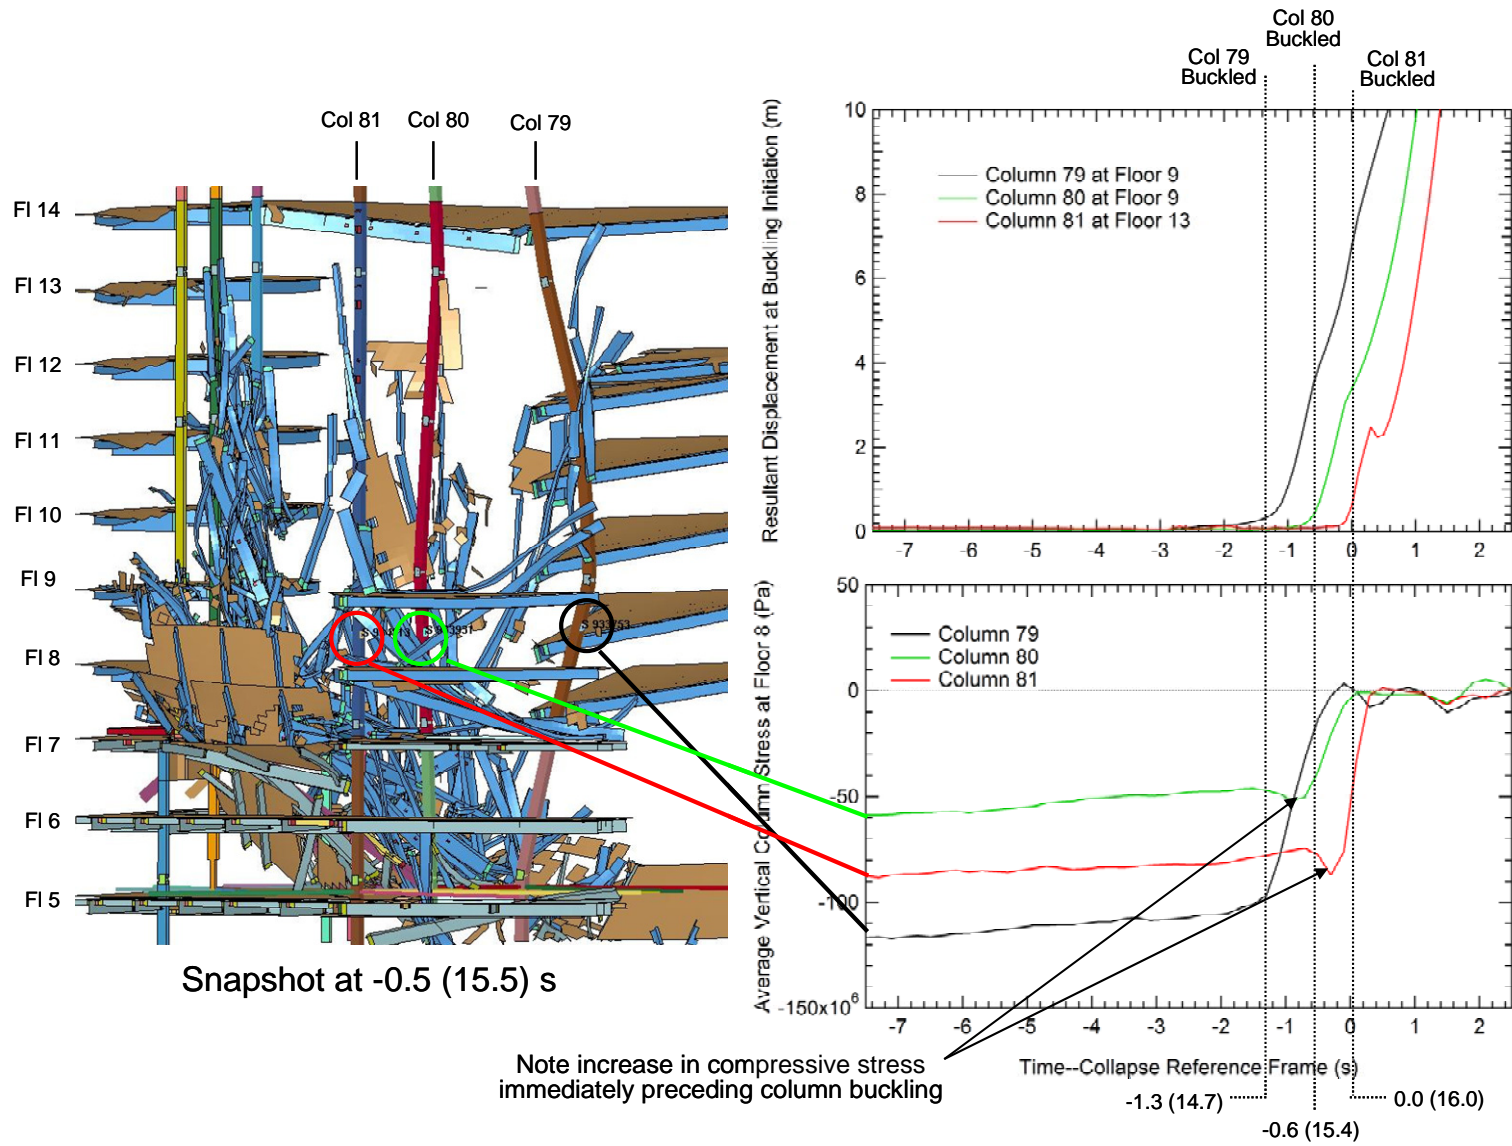 Col 80
Buckled
Col 79
Buckled
Col 81
Buckled
Col 81
Col 80
Col 79
Fl 14
Fl 13
Fl 12
Fl 11
Fl 10
Fl 9
Fl 8
Fl 7
Fl 6
Fl 5
S 933753
Snapshot at -0.5 (15.5) s
Resultant Displacement at Buckling Initiation (m)
10
8
6
4
2
0
Column 79 at Floor 9
Column 80 at Floor 9
Column 81 at Floor 13
-7 -6 -5 -4 -3 -2 -1 0 1 2
Average Vertical Column Stress at Floor 8 (Pa)
50
0
-50
-100
-150x10⁶
Column 79
Column 80
Column 81
-7 -6 -5 -4 -3 -2 -1 0 1 2
Time--Collapse Reference Frame (s)
Note increase in compressive stress
immediately preceding column buckling
-1.3 (14.7)
0.0 (16.0)
-0.6 (15.4)